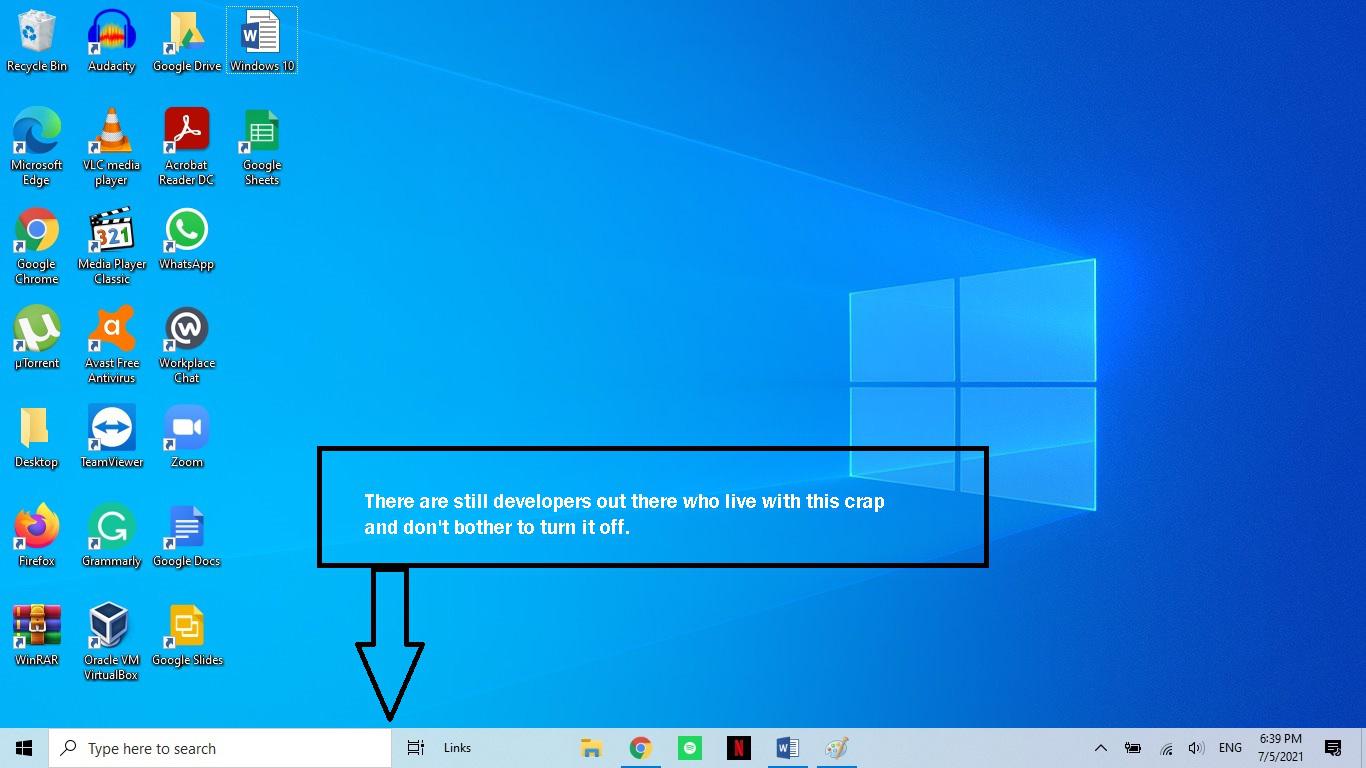 Recycle Bin
Audacity
Google Drive
Windows 10
Microsoft
Edge
VLC media
player
Acrobat
Reader DC
Google
Sheets
Google
Chrome
Media Player
Classic
WhatsApp
µTorrent
Avast Free
Antivirus
Workplace
Chat
Desktop
TeamViewer
Zoom
There are still developers out there who live with this crap
and don't bother to turn it off.
Firefox
Grammarly
Google Docs
WinRAR
Oracle VM
VirtualBox
Google Slides
Type here to search
Links
ENG
6:39 PM
7/5/2021